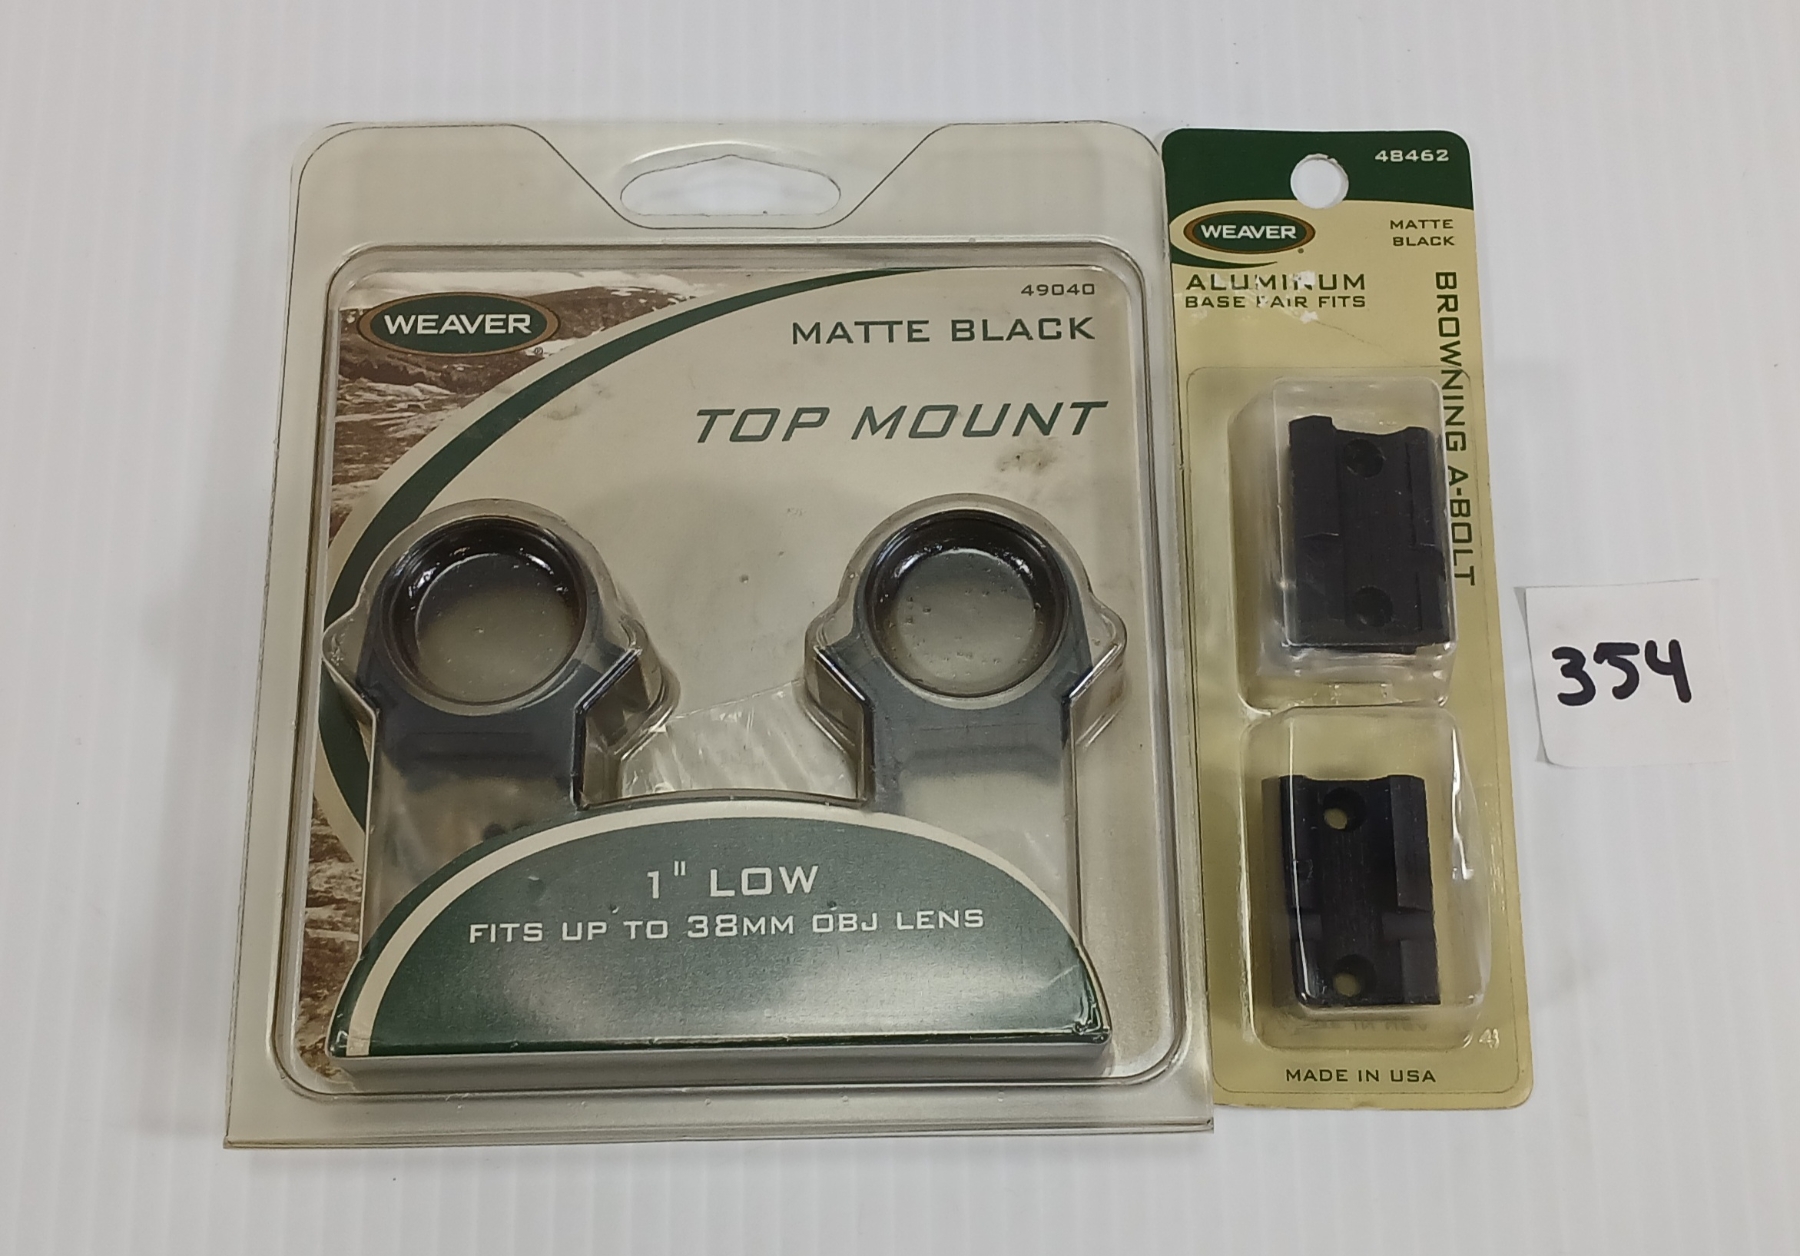 WEAVER
49040
MATTE BLACK
TOP MOUNT
1" LOW
FITS UP TO 38MM OBJ LENS
48462
WEAVER
MATTE
BLACK
ALUMINUM
BASE PAIR FITS
BROWNING A-BOLT
MADE IN USA
354